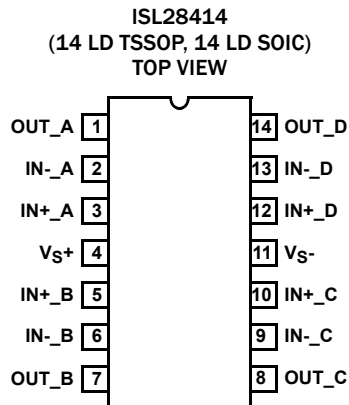 ISL28414
(14 LD TSSOP, 14 LD SOIC)
TOP VIEW
OUT_A 1 14 OUT_D
IN-_A 2 13 IN-_D
IN+_A 3 12 IN+_D
VS+ 4 11 VS-
IN+_B 5 10 IN+_C
IN-_B 6 9 IN-_C
OUT_B 7 8 OUT_C